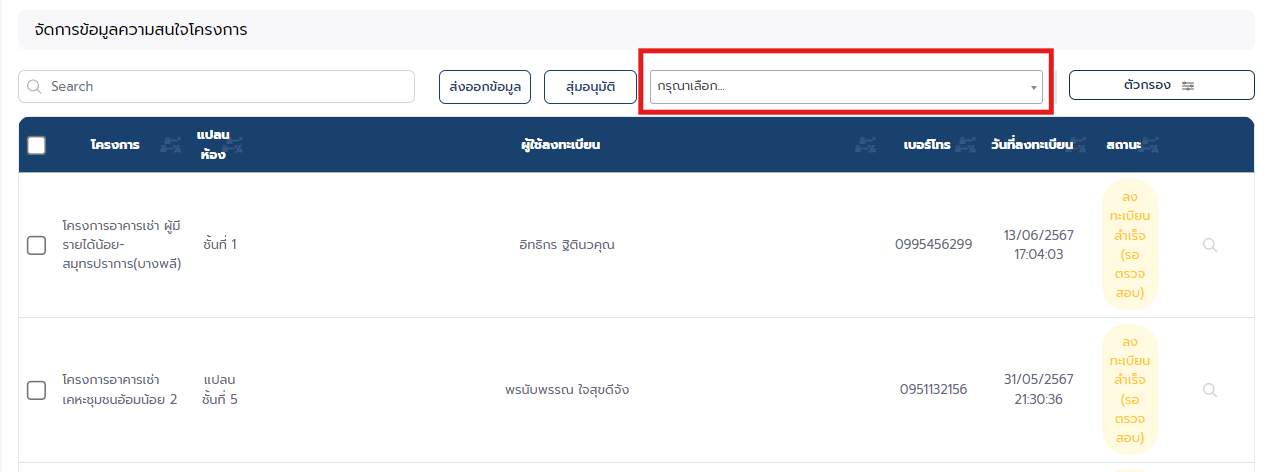 จัดการข้อมูลความสนใจโครงการ
Search
ส่งออกข้อมูล
สุ่มอนุมัติ
กรุณาเลือก...
ตัวกรอง
โครงการ
แปลน
ห้อง
ผู้ใช้ลงทะเบียน
เบอร์โทร
วันที่ลงทะเบียน
สถานะ
โครงการอาคารเช่า ผู้มี
รายได้น้อย-
สมุทรปราการ(บางพลี)
ชั้นที่ 1
อิทธิกร ฐิตินวคุณ
0995456299
13/06/2567
17:04:03
ลง
ทะเบียน
สำเร็จ
(รอ
ตรวจ
สอบ)
โครงการอาคารเช่า
เคหะชุมชนอ้อมน้อย 2
แปลน
ชั้นที่ 5
พรนับพรรณ ใจสุขดีจัง
0951132156
31/05/2567
21:30:36
ลง
ทะเบียน
สำเร็จ
(รอ
ตรวจ
สอบ)